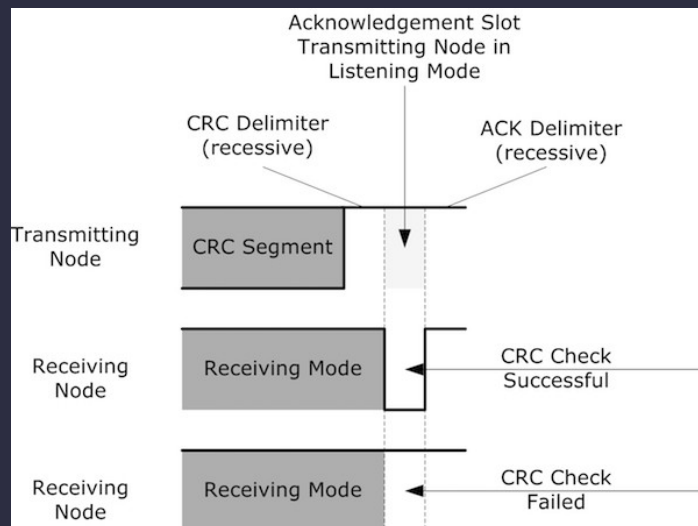 Acknowledgement Slot
Transmitting Node in
Listening Mode
CRC Delimiter
(recessive)
ACK Delimiter
(recessive)
Transmitting
Node
CRC Segment
Receiving
Node
Receiving Mode
CRC Check
Successful
Receiving
Node
Receiving Mode
CRC Check
Failed